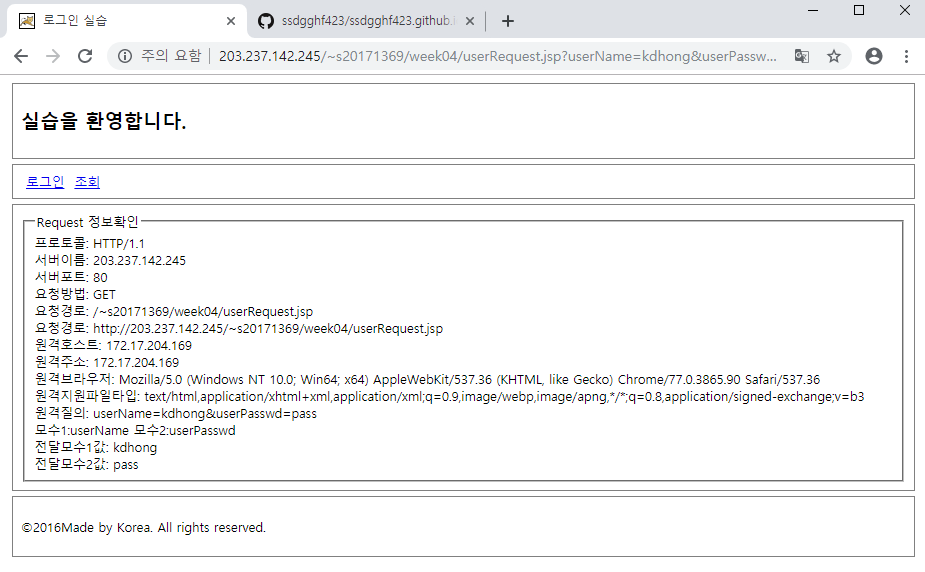 로그인 실습
ssdgghf423/ssdgghf423.github.i
주의 요함 | 203.237.142.245/~s20171369/week04/userRequest.jsp?userName=kdhong&userPassw...
실습을 환영합니다.
로그인 조회
Request 정보확인
프로토콜: HTTP/1.1
서버이름: 203.237.142.245
서버포트: 80
요청방법: GET
요청경로: /~s20171369/week04/userRequest.jsp
요청경로: http://203.237.142.245/~s20171369/week04/userRequest.jsp
원격호스트: 172.17.204.169
원격주소: 172.17.204.169
원격브라우저: Mozilla/5.0 (Windows NT 10.0; Win64; x64) AppleWebKit/537.36 (KHTML, like Gecko) Chrome/77.0.3865.90 Safari/537.36
원격지원파일타입: text/html,application/xhtml+xml,application/xml;q=0.9,image/webp,image/apng,*/*;q=0.8,application/signed-exchange;v=b3
원격질의: userName=kdhong&userPasswd=pass
모수1:userName 모수2:userPasswd
전달모수1값: kdhong
전달모수2값: pass
©2016Made by Korea. All rights reserved.